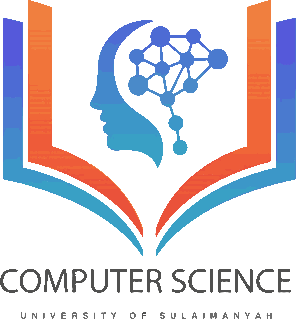 COMPUTER SCIENCE
UNIVERSITY OF SULAIMANYAH